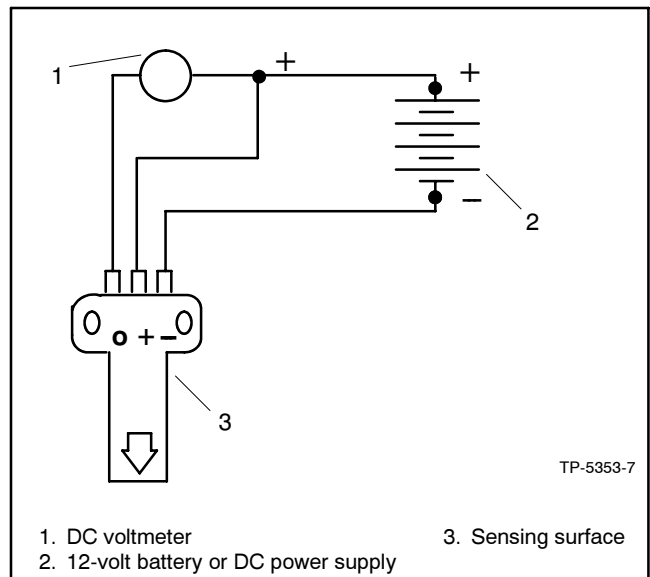 1
+
+
−
2
o + −
3
TP-5353-7
1. DC voltmeter
2. 12-volt battery or DC power supply
3. Sensing surface